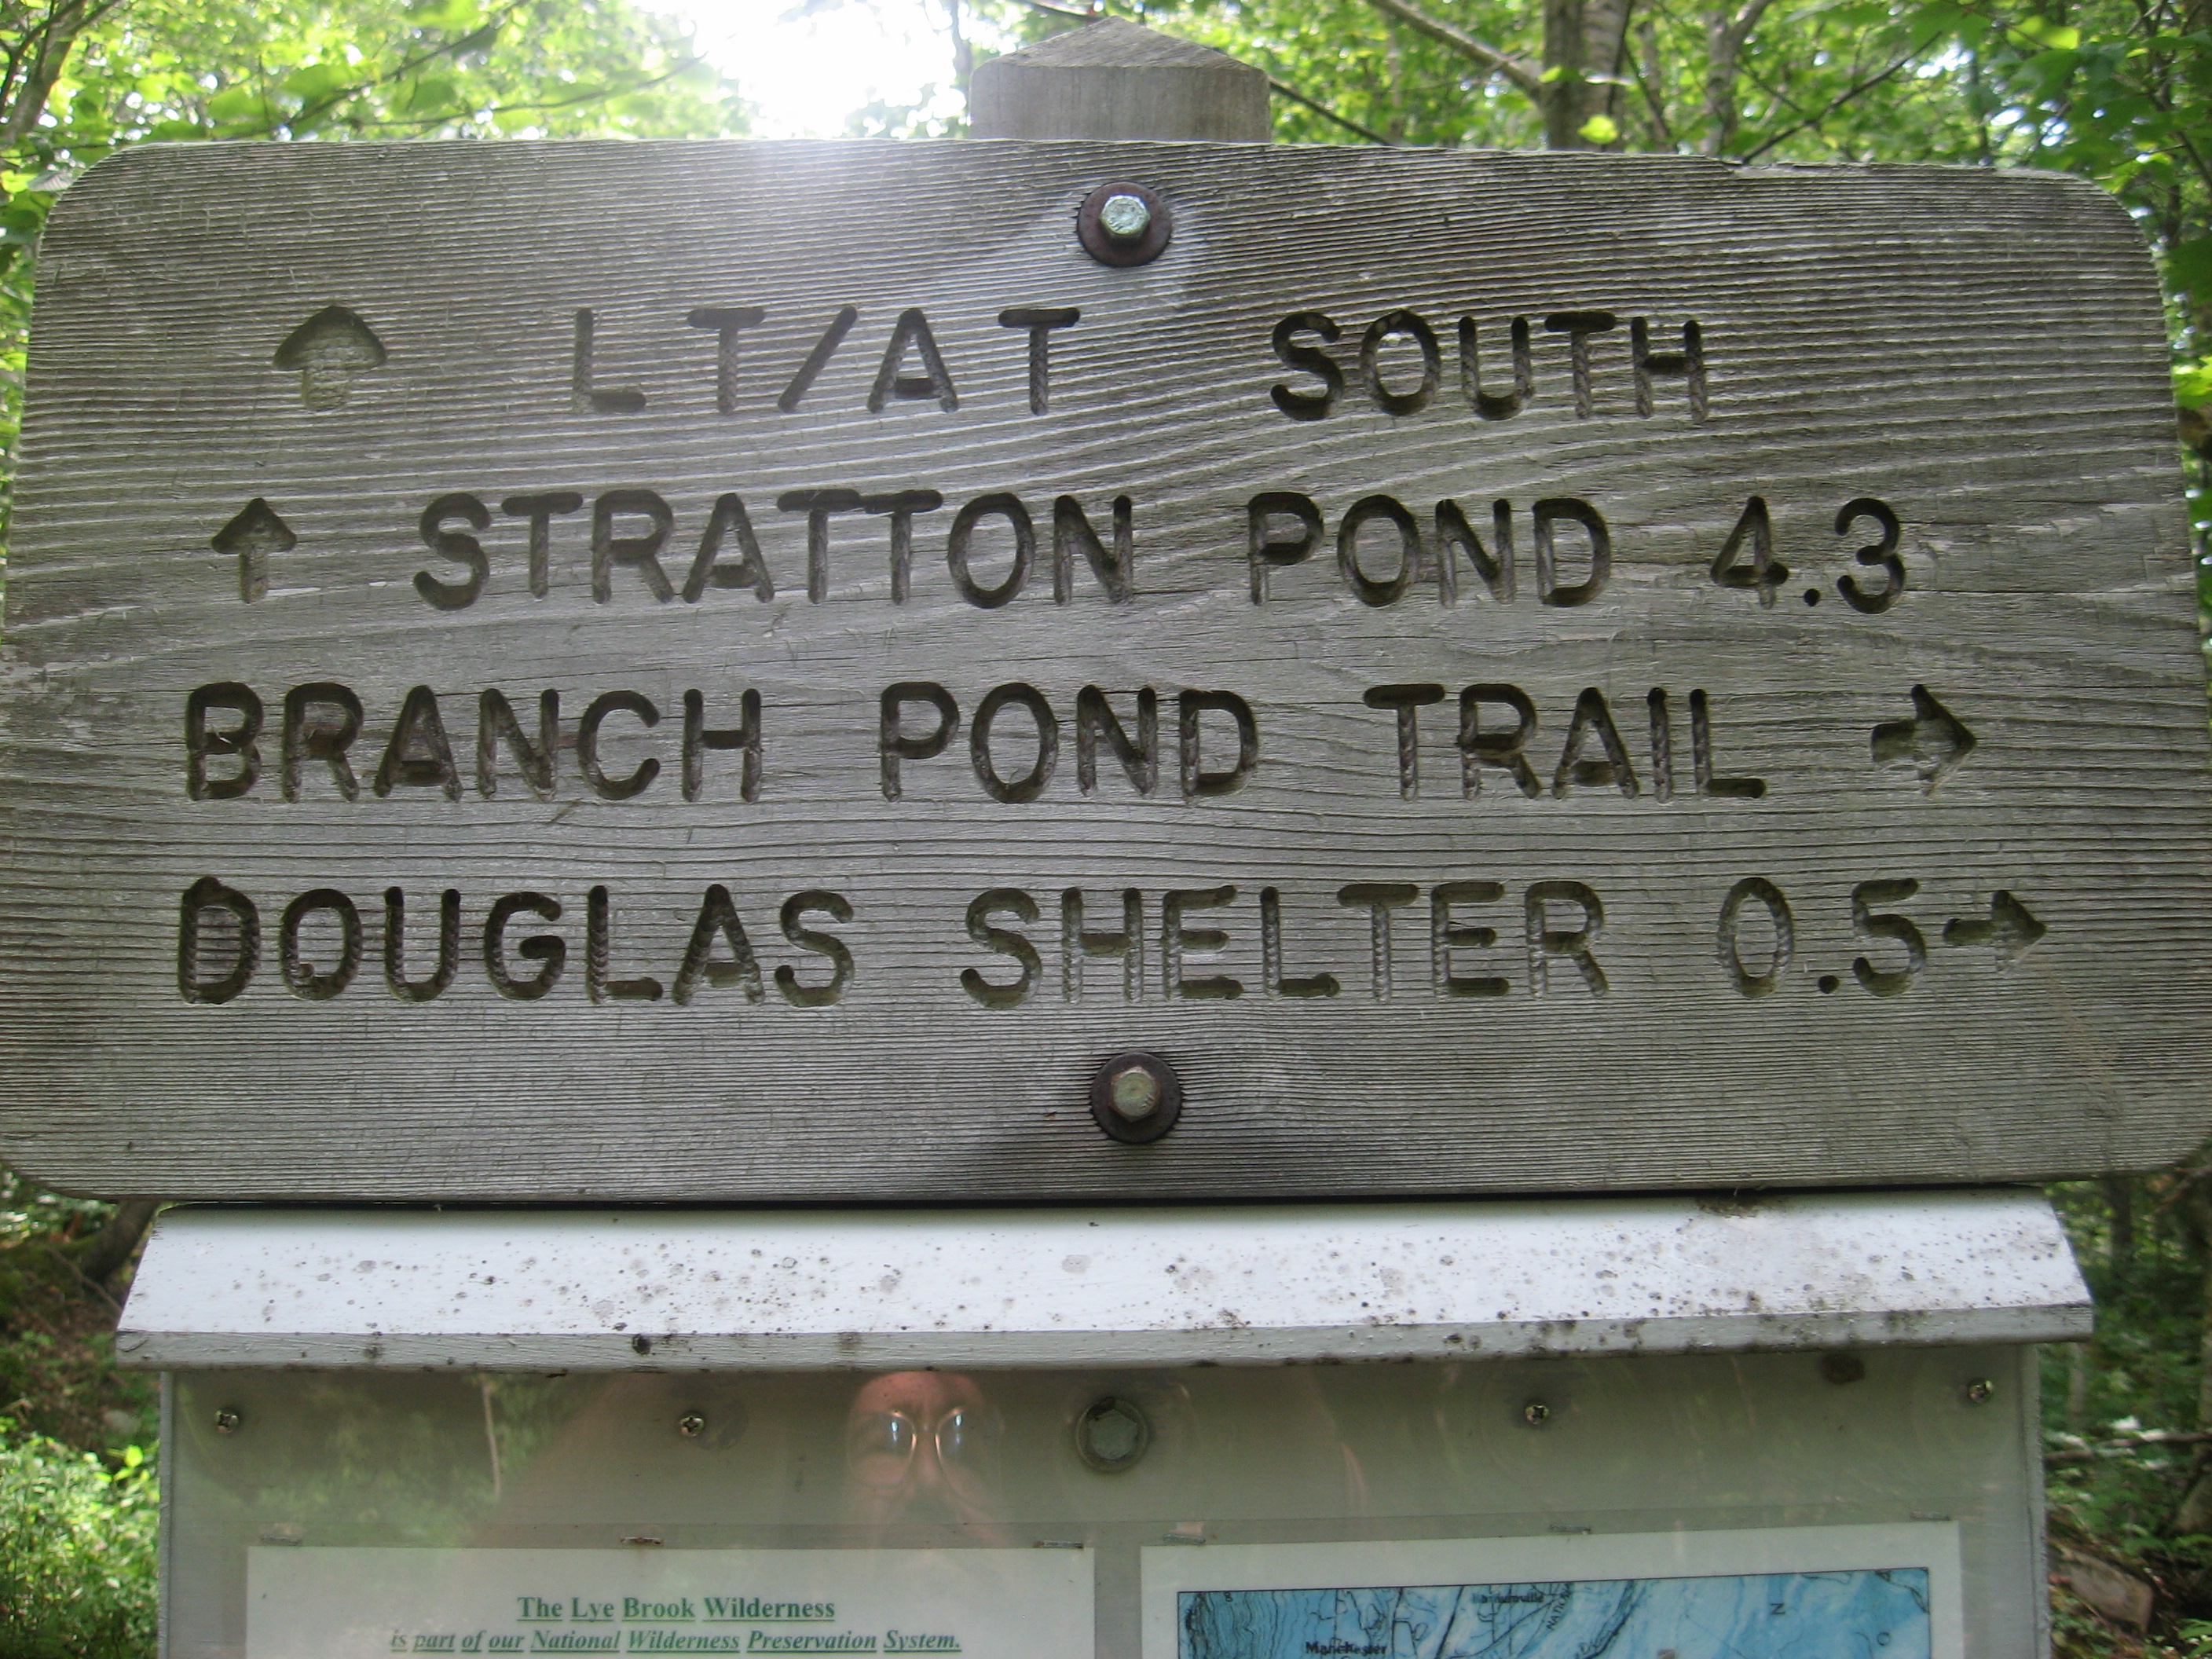 ↑ LT/AT SOUTH
↑ STRATTON POND 4.3
BRANCH POND TRAIL →
DOUGLAS SHELTER 0.5→
The Lye Brook Wilderness
is part of our National Wilderness Preservation System.
Manchester